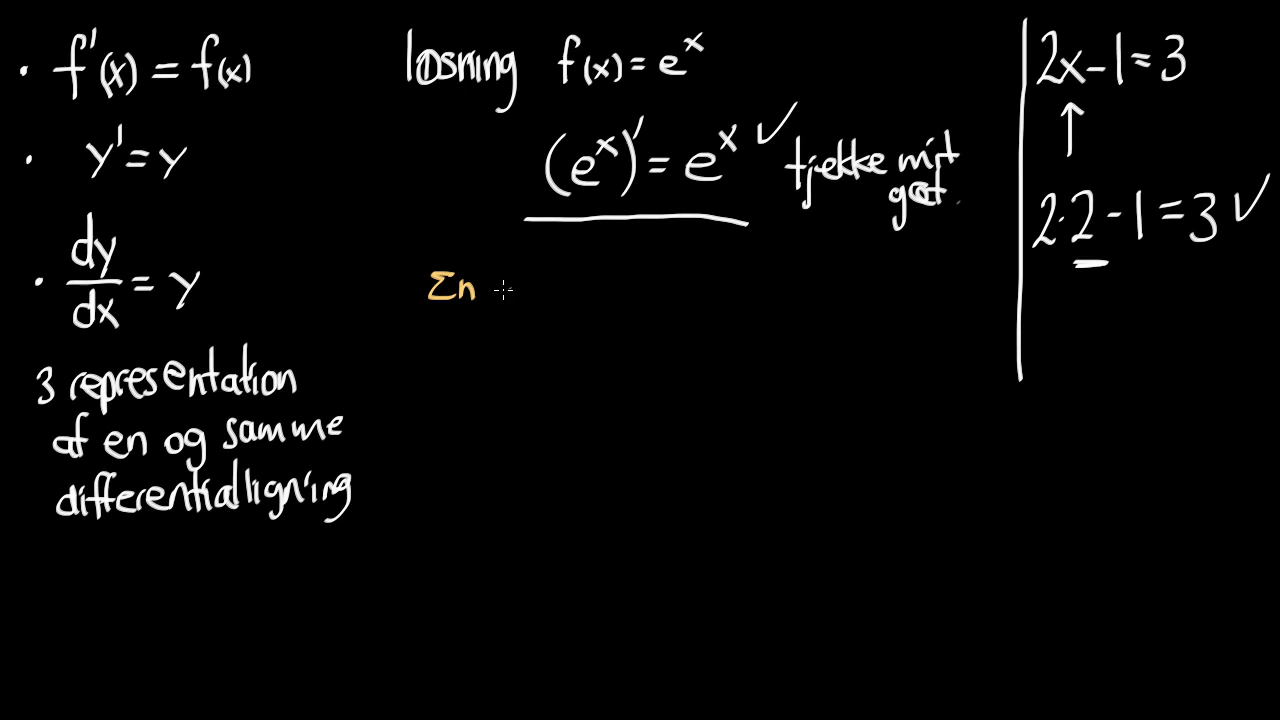 · f'(x) = f(x)
· y' = y
· dy/dx = y
3 representation
af en og samme
differentialligning
løsning f(x) = e^x
(e^x)' = e^x ✓ tjekke mit
gæt.
En
2x - 1 = 3
↑
2·2 - 1 = 3 ✓